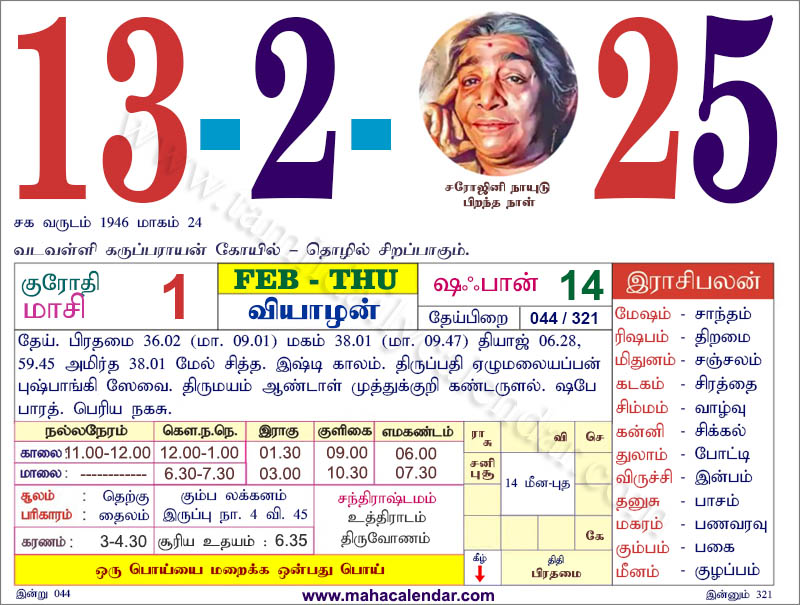 13-2-25
சரோஜினி நாயுடு
பிறந்த நாள்
சக வருடம் 1946 மாகம் 24
வடவள்ளி கருப்பராயன் கோயில் – தொழில் சிறப்பாகும்.
குரோதி
மாசி 1
FEB - THU
வியாழன்
ஷஃபான் 14
தேய்பிறை 044 / 321
தேய். பிரதமை 36.02 (மா. 09.01) மகம் 38.01 (மா. 09.47) தியாஜ் 06.28,
59.45 அமிர்த 38.01 மேல் சித்த. இஷ்டி காலம். திருப்பதி ஏழுமலையப்பன்
புஷ்பாங்கி ஸேவை. திருமயம் ஆண்டாள் முத்துக்குறி கண்டருளல். ஷபே
பாரத். பெரிய நகசு.
இராசிபலன்
மேஷம் - சாந்தம்
ரிஷபம் - திறமை
மிதுனம் - சஞ்சலம்
கடகம் - சிரத்தை
சிம்மம் - வாழ்வு
கன்னி - சிக்கல்
துலாம் - போட்டி
விருச்சி - இன்பம்
தனுசு - பாசம்
மகரம் - பணவரவு
கும்பம் - பகை
மீனம் - குழப்பம்
நல்லநேரம் கௌ.ந.நெ. இராகு குளிகை எமகண்டம்
காலை: 11.00-12.00 12.00-1.00 01.30 09.00 06.00
மாலை: ------------ 6.30-7.30 03.00 10.30 07.30
சூலம் : தெற்கு
பரிகாரம் : தைலம்
கும்ப லக்கனம்
இருப்பு நா. 4 வி. 45
சந்திராஷ்டமம்
உத்திராடம்
திருவோணம்
கரணம் : 3-4.30 சூரிய உதயம் : 6.35
ரா
சு
வி செ
சனி
புசூ
14 மீன-புத
கே
கீழ்
திதி
பிரதமை
ஒரு பொய்யை மறைக்க ஒன்பது பொய்
இன்று 044
www.mahacalendar.com
இன்னும் 321
www.tamildailycalendar.com